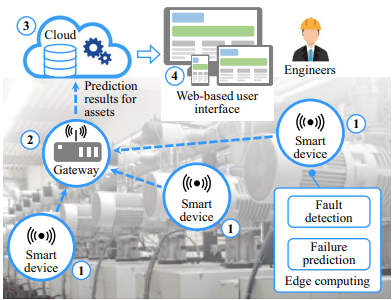 3
Cloud
4
Web-based user
interface
Engineers
Prediction
results for
assets
2
Gateway
1
Smart
device
1
Smart
device
1
Smart
device
Fault
detection
Failure
prediction
Edge computing